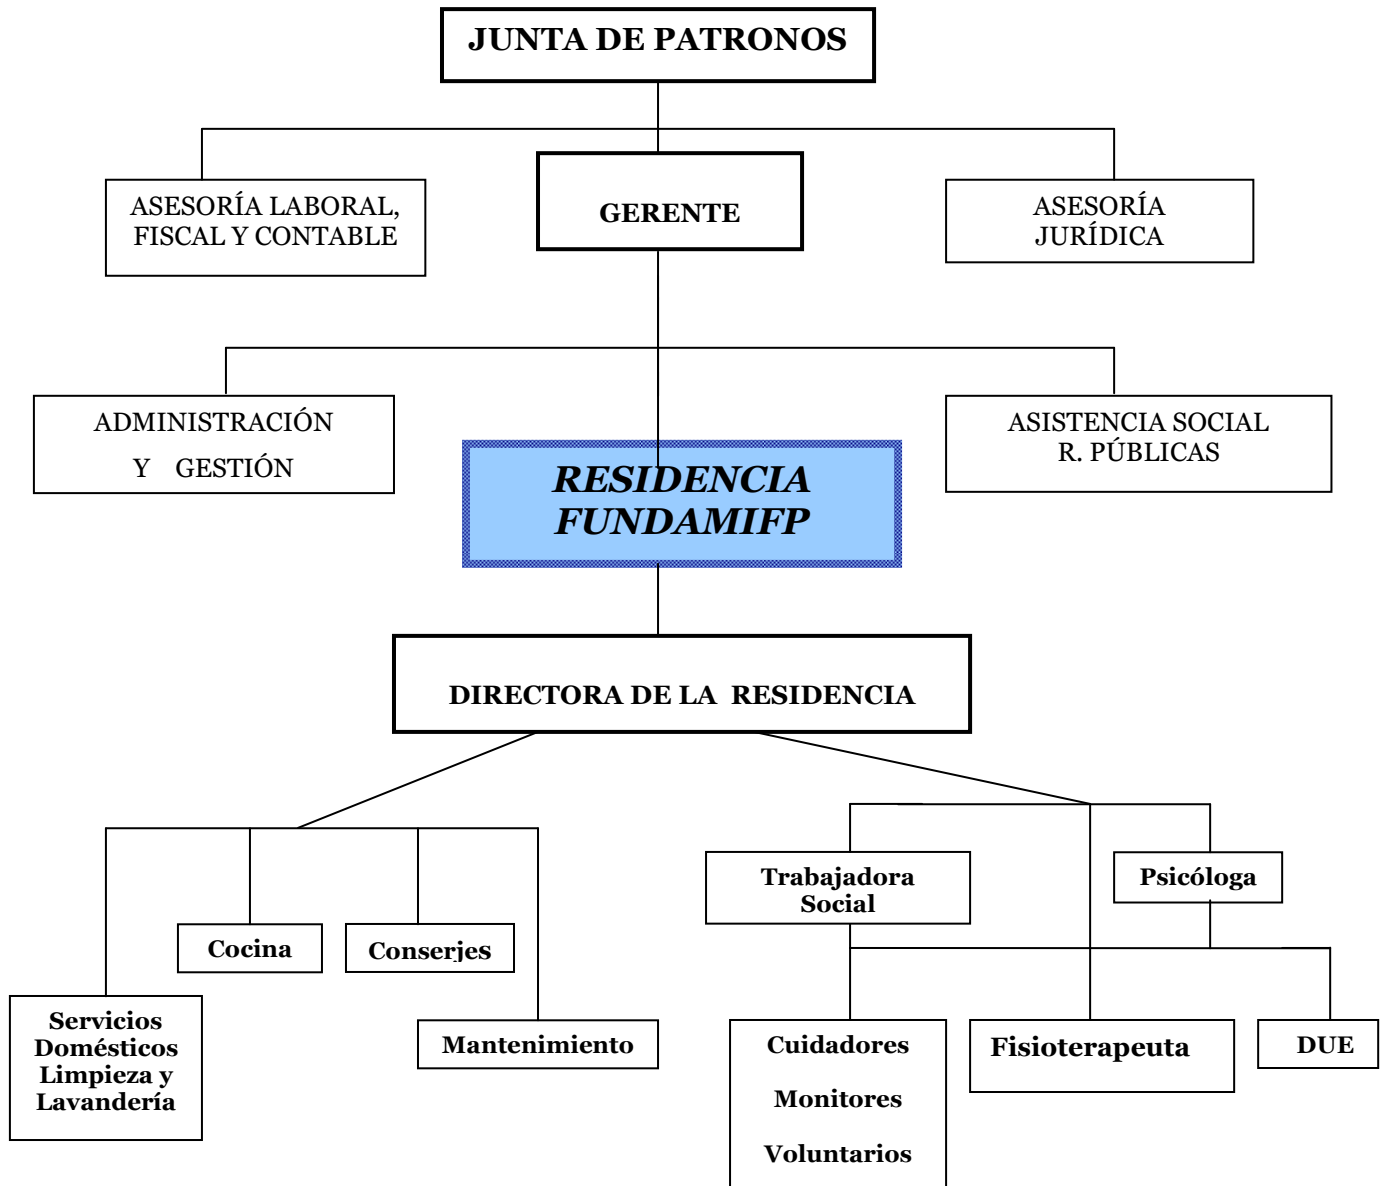 JUNTA DE PATRONOS
ASESORÍA LABORAL,
FISCAL Y CONTABLE
GERENTE
ASESORÍA
JURÍDICA
ADMINISTRACIÓN
Y GESTIÓN
ASISTENCIA SOCIAL
R. PÚBLICAS
RESIDENCIA
FUNDAMIFP
DIRECTORA DE LA RESIDENCIA
Trabajadora
Social
Psicóloga
Cocina
Conserjes
Servicios
Domésticos
Limpieza y
Lavandería
Mantenimiento
Cuidadores
Monitores
Voluntarios
Fisioterapeuta
DUE